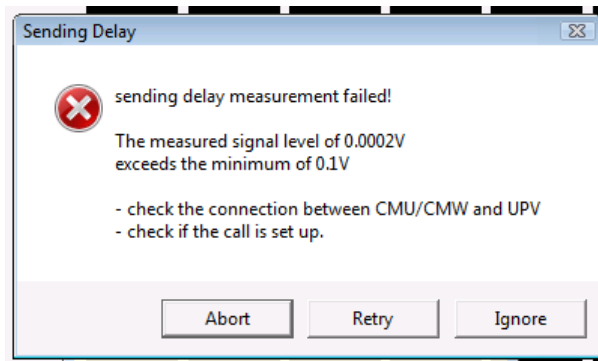 Sending Delay
sending delay measurement failed!
The measured signal level of 0.0002V
exceeds the minimum of 0.1V
- check the connection between CMU/CMW and UPV
- check if the call is set up.
Abort
Retry
Ignore